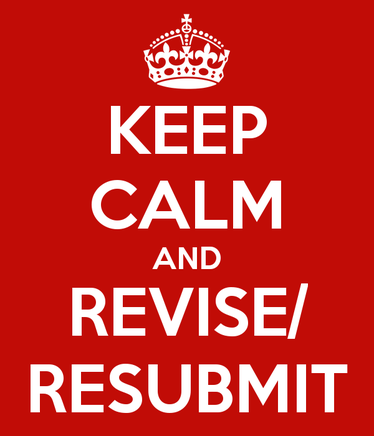 KEEP
CALM
AND
REVISE/
RESUBMIT